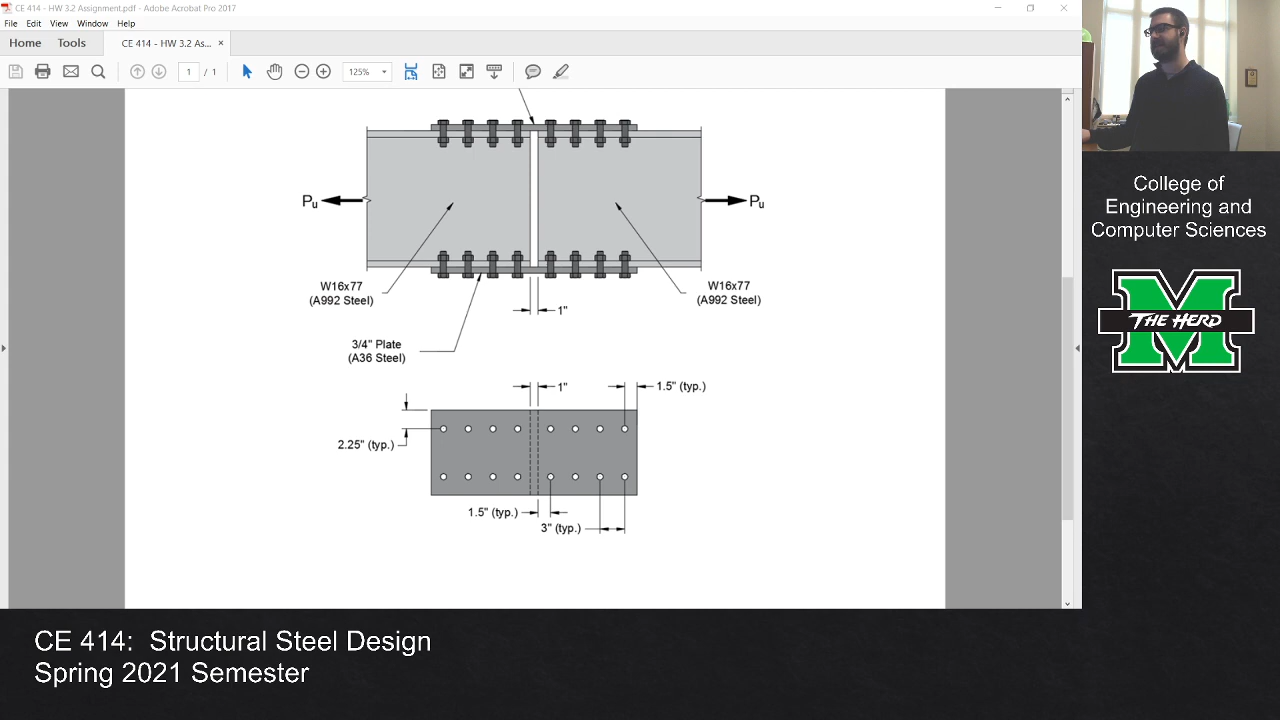 CE 414 - HW 3.2 Assignment.pdf - Adobe Acrobat Pro 2017
File Edit View Window Help
Home Tools CE 414 - HW 3.2 As... ×
1 / 1 125%
Pu Pu
W16x77
(A992 Steel)
W16x77
(A992 Steel)
1"
3/4" Plate
(A36 Steel)
1" 1.5" (typ.)
2.25" (typ.)
1.5" (typ.)
3" (typ.)
College of
Engineering and
Computer Sciences
THE HERD
CE 414: Structural Steel Design
Spring 2021 Semester